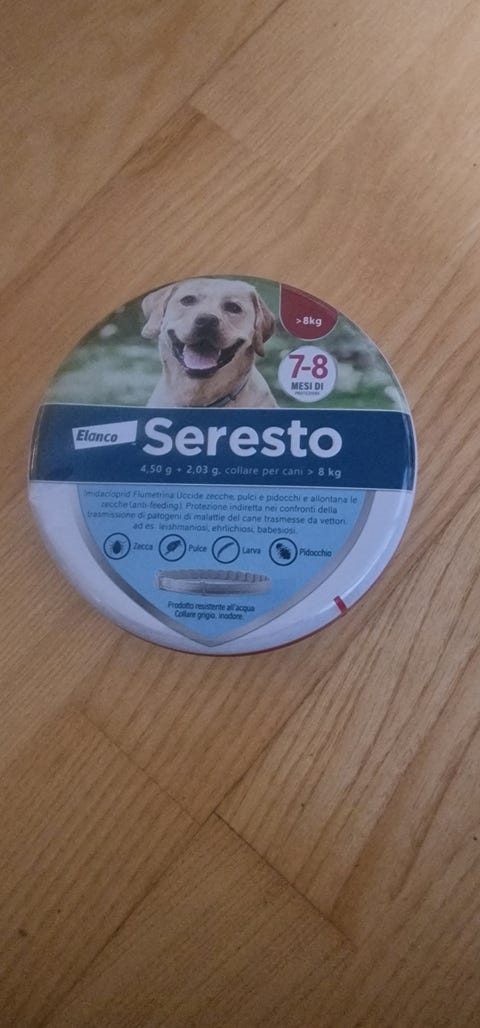 >8kg
7-8
MESI DI
PROTEZIONE
Elanco
Seresto
4,50 g + 2,03 g, collare per cani > 8 kg
Imidacloprid Flumetrina Uccide zecche, pulci e pidocchi e allontana le
zecche (anti-feeding). Protezione indiretta nei confronti della
trasmissione di patogeni di malattie del cane trasmesse da vettori,
ad es. leishmaniosi, ehrlichiosi, babesiosi.
Zecca
Pulce
Larva
Pidocchio
Prodotto resistente all'acqua
Collare grigio, inodore.